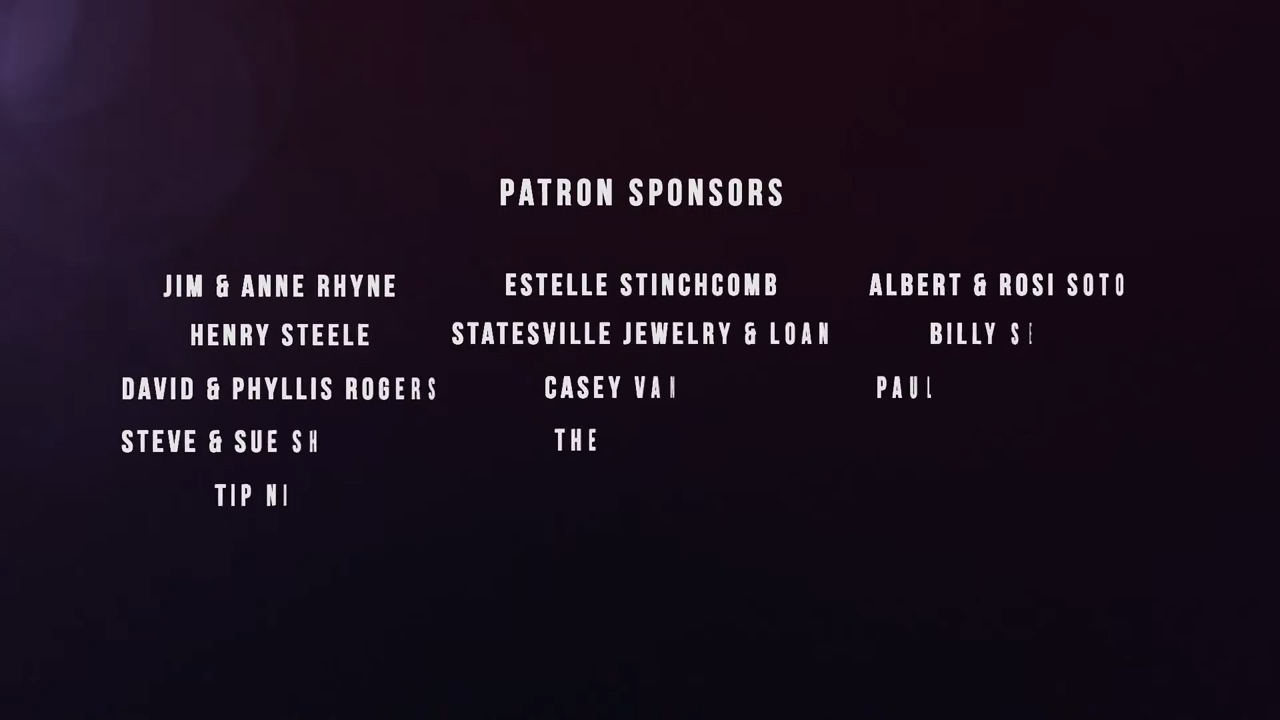 PATRON SPONSORS
JIM & ANNE RHYNE
ESTELLE STINCHCOMB
ALBERT & ROSI SOTO
HENRY STEELE
STATESVILLE JEWELRY & LOAN
BILLY
DAVID & PHYLLIS ROGERS
CASEY
PAUL
STEVE & SUE SH
THE
TIP